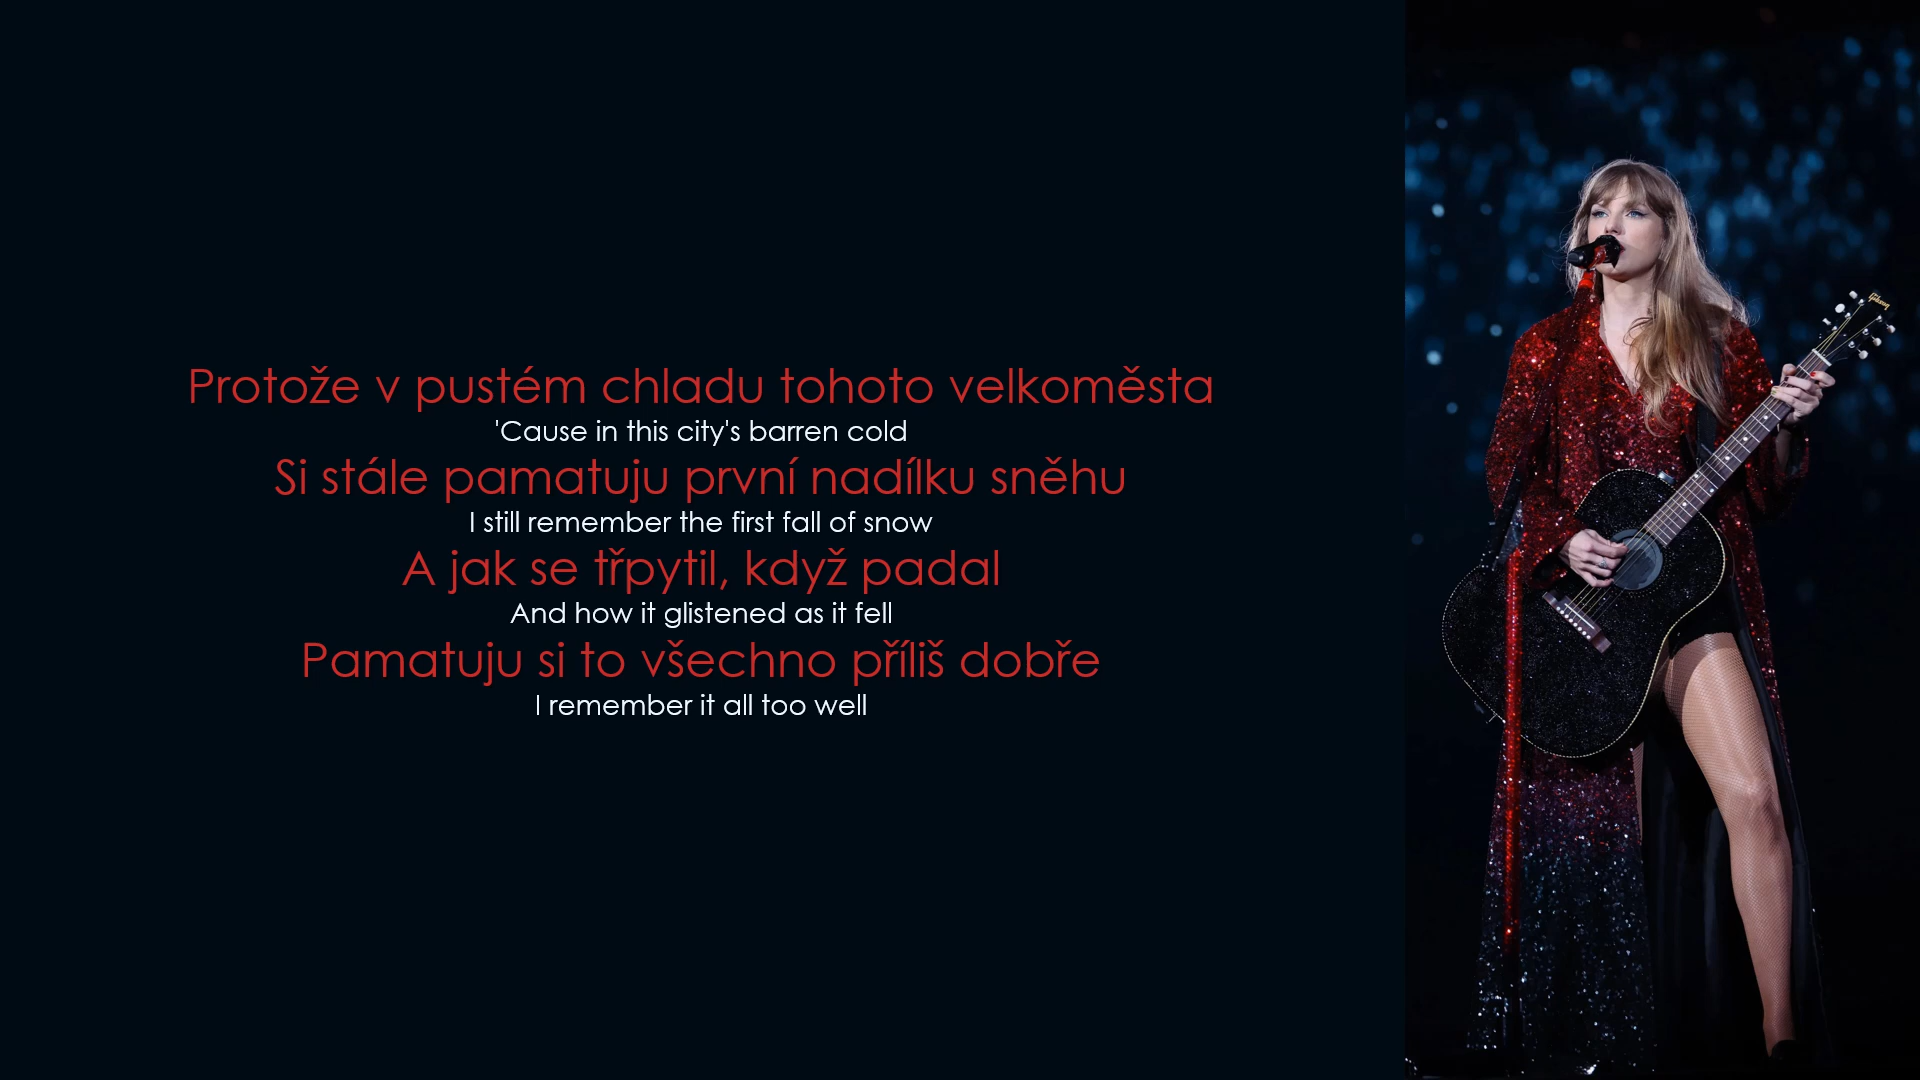 Protože v pustém chladu tohoto velkoměsta
'Cause in this city's barren cold
Si stále pamatuju první nadílku sněhu
I still remember the first fall of snow
A jak se třpytil, když padal
And how it glistened as it fell
Pamatuju si to všechno příliš dobře
I remember it all too well
Gibson